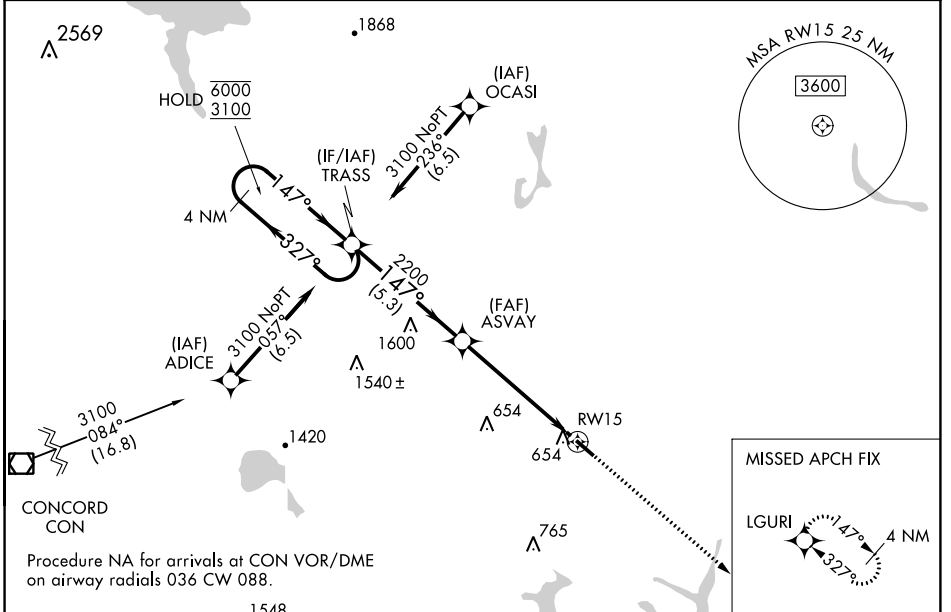 2569
1868
MSA RW15 25 NM
3600
HOLD 6000
3100
(IAF)
OCASI
3100 NoPT
236°
(6.5)
(IF/IAF)
TRASS
147°
4 NM
327°
2200
147°
(5.3)
(FAF)
ASVAY
3100 NoPT
057°
(6.5)
(IAF)
ADICE
1600
1540 ±
3100
084°
(16.8)
1420
654
RW15
654
CONCORD
CON
765
MISSED APCH FIX
LGURI
147°
4 NM
327°
Procedure NA for arrivals at CON VOR/DME
on airway radials 036 CW 088.
1548